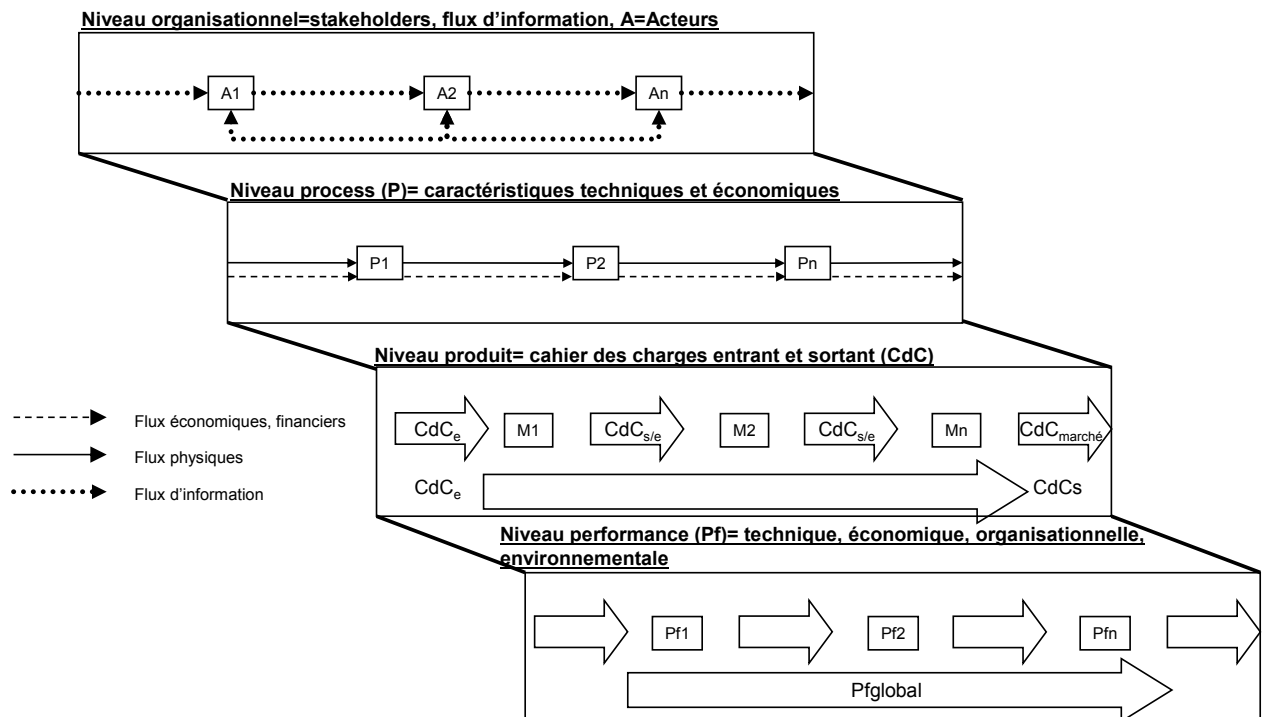 Niveau organisationnel=stakeholders, flux d'information, A=Acteurs
A1 A2 An
Niveau process (P)= caractéristiques techniques et économiques
P1 P2 Pn
Niveau produit= cahier des charges entrant et sortant (CdC)
CdCe M1 CdCs/e M2 CdCs/e Mn CdCmarché
CdCe CdCs
Flux économiques, financiers
Flux physiques
Flux d'information
Niveau performance (Pf)= technique, économique, organisationnelle,
environnementale
Pf1 Pf2 Pfn
Pfglobal